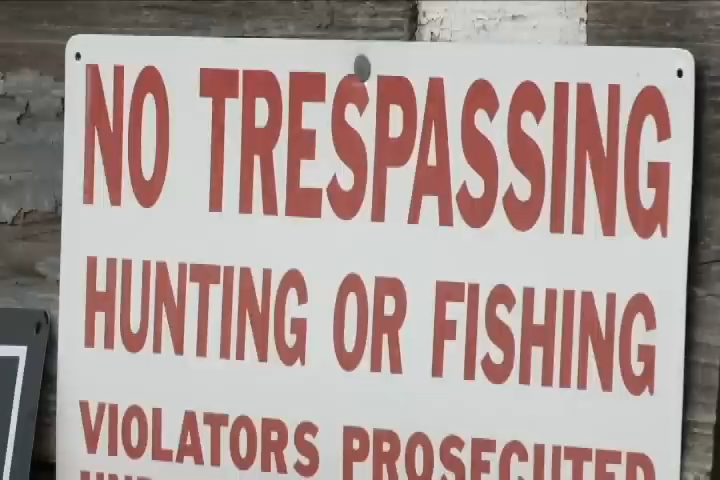 NO TRESPASSING
HUNTING OR FISHING
VIOLATORS PROSECUTED